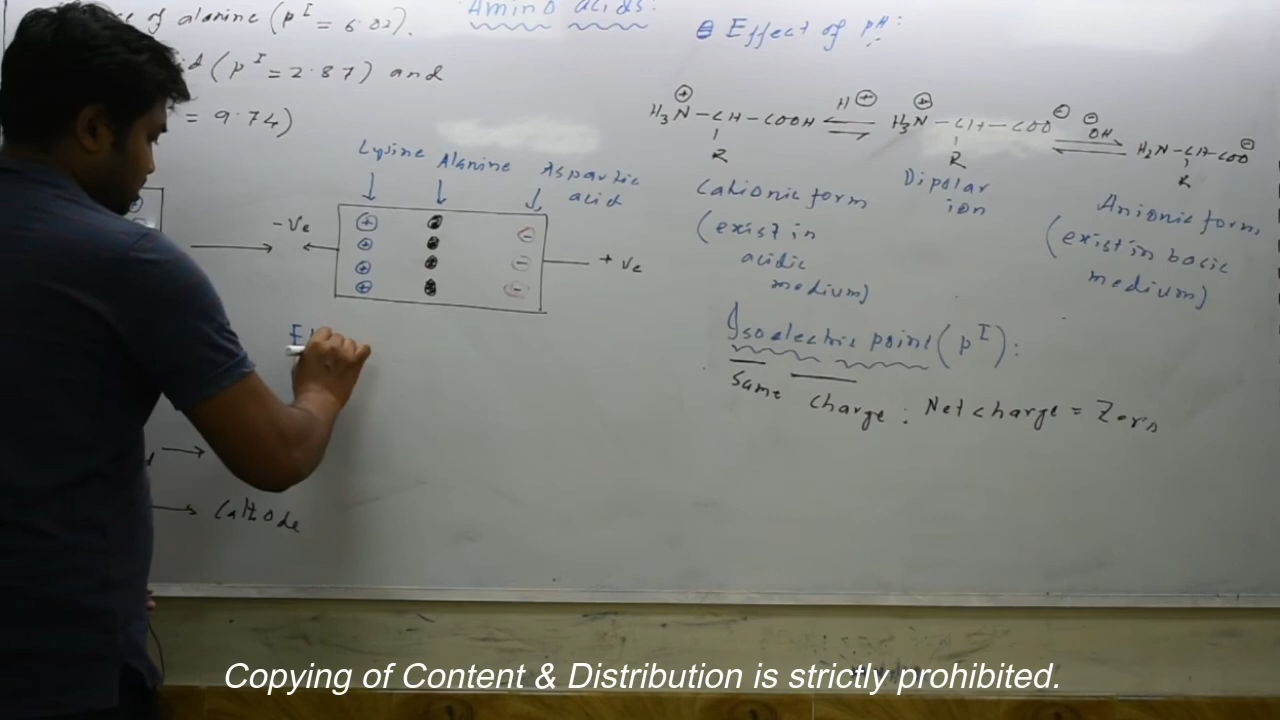 of alanine (pI = 6.02).
(pI = 2.87) and
= 9.74)
Amino acids:
Effect of pH:
H3N⊕–CH–COOH ⇌ H⊕ H3N⊕–CH–COO⊖ ⇌ ⊖OH H2N–CH–COO⊖
R R R
Cationic form
(exist in
acidic
medium)
Dipolar
ion
Anionic form
(exist in basic
medium)
Lysine Alanine Aspartic
acid
-Ve
+ve
Isoelectric point (pI):
Same charge : Net charge = Zero
Cathode
Copying of Content & Distribution is strictly prohibited.